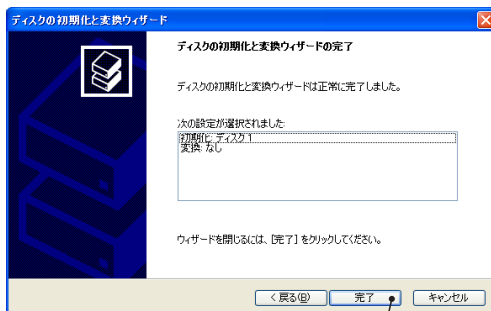 ディスクの初期化と変換ウィザード
ディスクの初期化と変換ウィザードの完了
ディスクの初期化と変換ウィザードは正常に完了しました。
次の設定が選択されました:
初期化: ディスク 1
変換: なし
ウィザードを閉じるには、[完了] をクリックしてください。
< 戻る(B)
完了
キャンセル